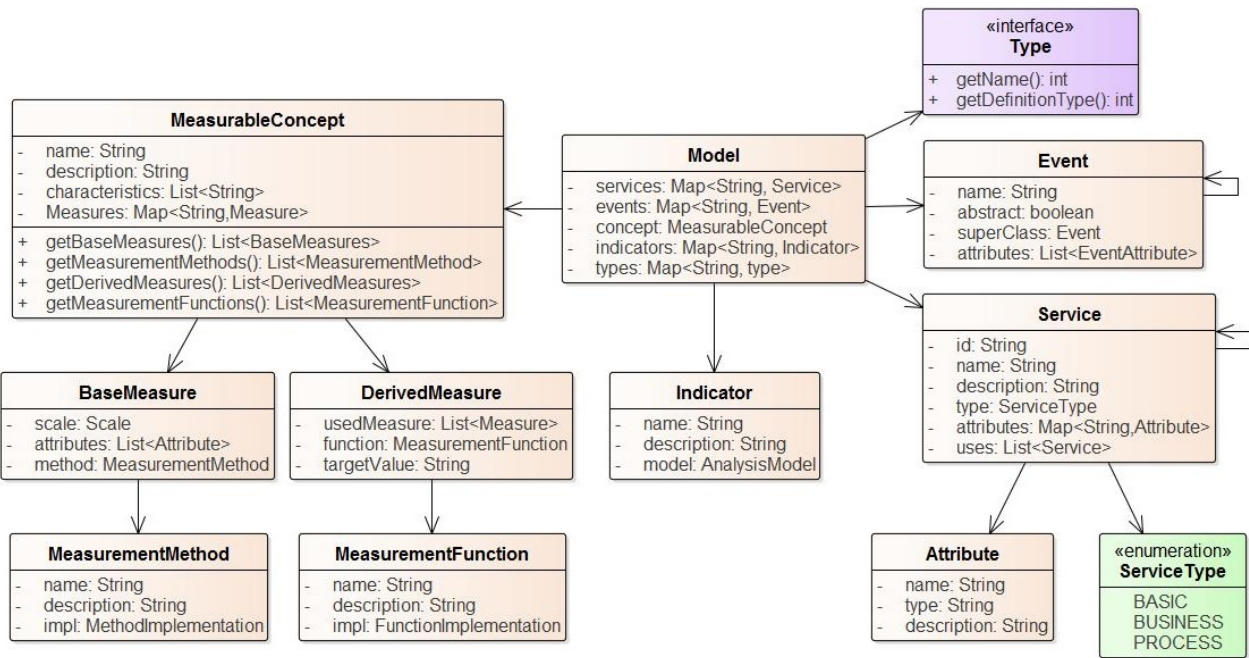 «interface»
Type
+ getName(): int
+ getDefinitionType(): int
MeasurableConcept
- name: String
- description: String
- characteristics: List<String>
- Measures: Map<String,Measure>
+ getBaseMeasures(): List<BaseMeasures>
+ getMeasurementMethods(): List<MeasurementMethod>
+ getDerivedMeasures(): List<DerivedMeasures>
+ getMeasurementFunctions(): List<MeasurementFunction>
Model
- services: Map<String, Service>
- events: Map<String, Event>
- concept: MeasurableConcept
- indicators: Map<String, Indicator>
- types: Map<String, type>
Event
- name: String
- abstract: boolean
- superClass: Event
- attributes: List<EventAttribute>
Service
- id: String
- name: String
- description: String
- type: ServiceType
- attributes: Map<String,Attribute>
- uses: List<Service>
BaseMeasure
- scale: Scale
- attributes: List<Attribute>
- method: MeasurementMethod
DerivedMeasure
- usedMeasure: List<Measure>
- function: MeasurementFunction
- targetValue: String
Indicator
- name: String
- description: String
- model: AnalysisModel
MeasurementMethod
- name: String
- description: String
- impl: MethodImplementation
MeasurementFunction
- name: String
- description: String
- impl: FunctionImplementation
Attribute
- name: String
- type: String
- description: String
«enumeration»
ServiceType
BASIC
BUSINESS
PROCESS